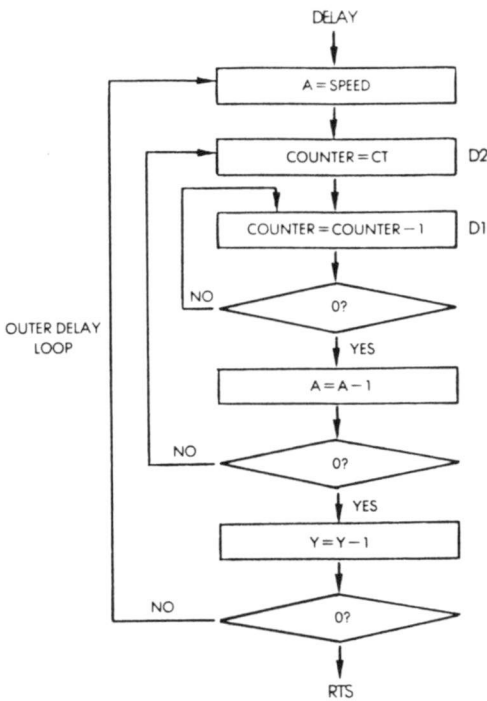 DELAY
A = SPEED
COUNTER = CT
D2
COUNTER = COUNTER − 1
D1
NO
0?
OUTER DELAY
LOOP
YES
A = A − 1
NO
0?
YES
Y = Y − 1
NO
0?
RTS